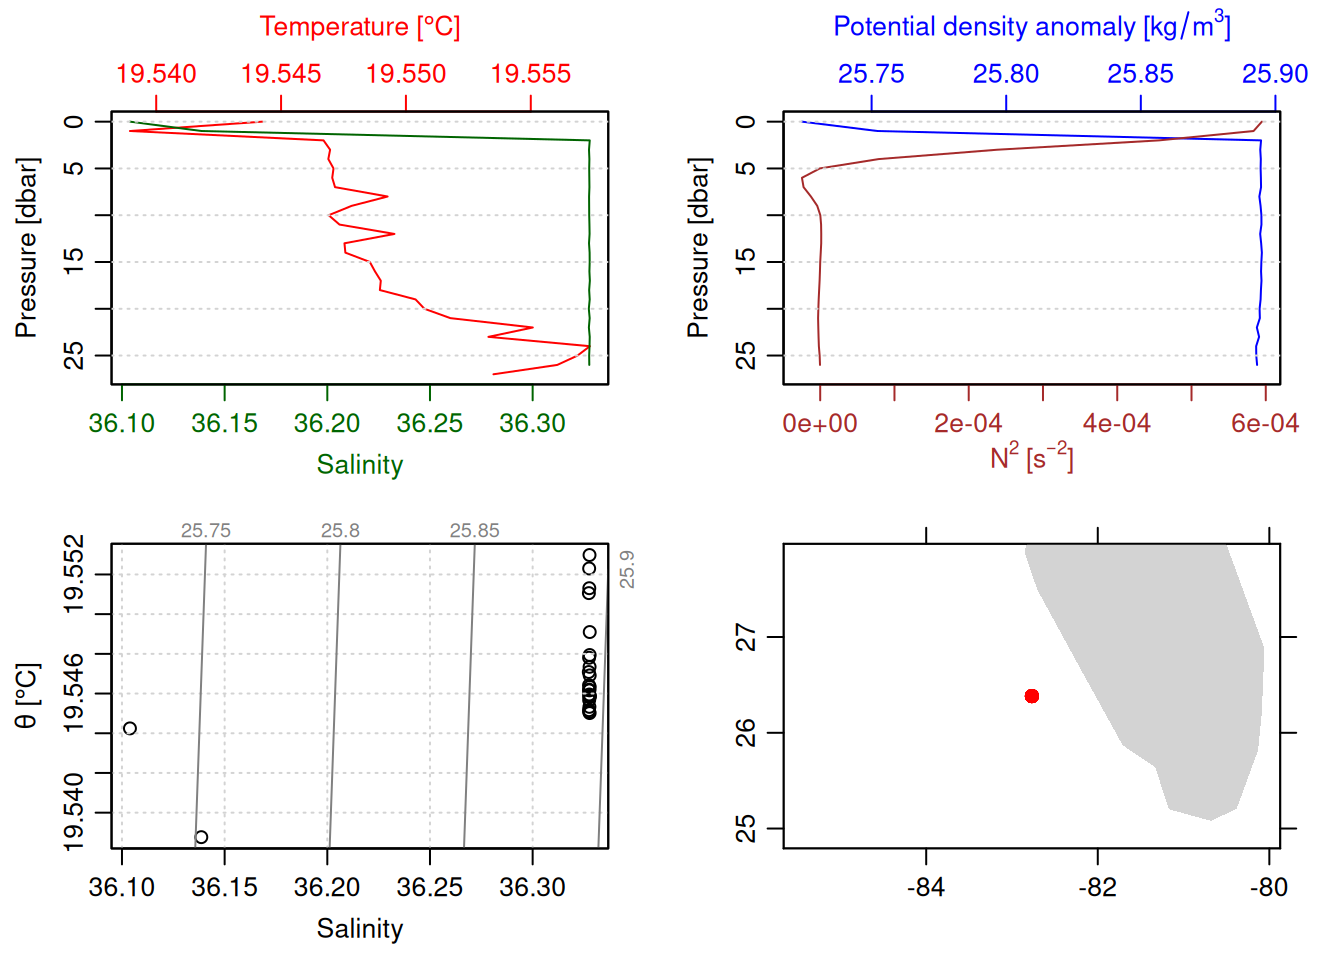 Temperature [°C]
19.540 19.545 19.550 19.555
0
5
15
25
Pressure [dbar]
36.10 36.15 36.20 36.25 36.30
Salinity
Potential density anomaly [kg/m³]
25.75 25.80 25.85 25.90
0
5
15
25
Pressure [dbar]
0e+00 2e-04 4e-04 6e-04
N² [s⁻²]
25.75 25.8 25.85
25.9
19.552
19.546
19.540
θ [°C]
36.10 36.15 36.20 36.25 36.30
Salinity
27
26
25
-84 -82 -80